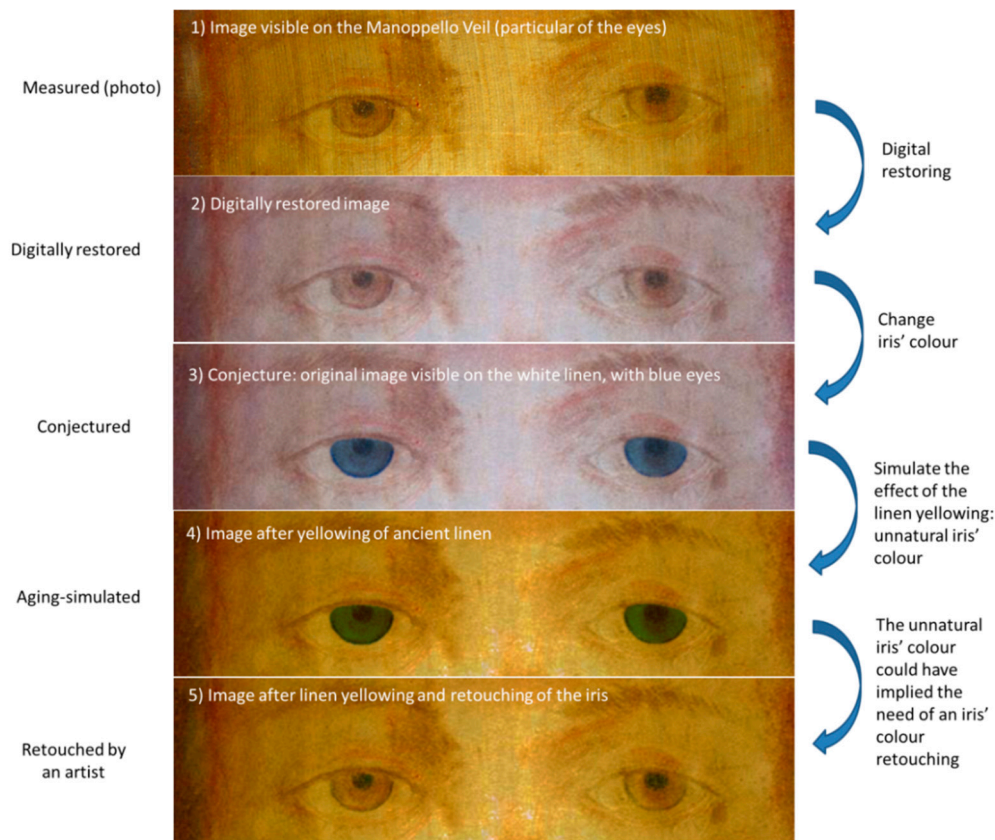 1) Image visible on the Manoppello Veil (particular of the eyes)
Measured (photo)
Digital
restoring
2) Digitally restored image
Digitally restored
Change
iris' colour
3) Conjecture: original image visible on the white linen, with blue eyes
Conjectured
Simulate the
effect of the
linen yellowing:
unnatural iris'
colour
4) Image after yellowing of ancient linen
Aging-simulated
The unnatural
iris' colour
could have
implied the
need of an iris'
colour
retouching
5) Image after linen yellowing and retouching of the iris
Retouched by
an artist